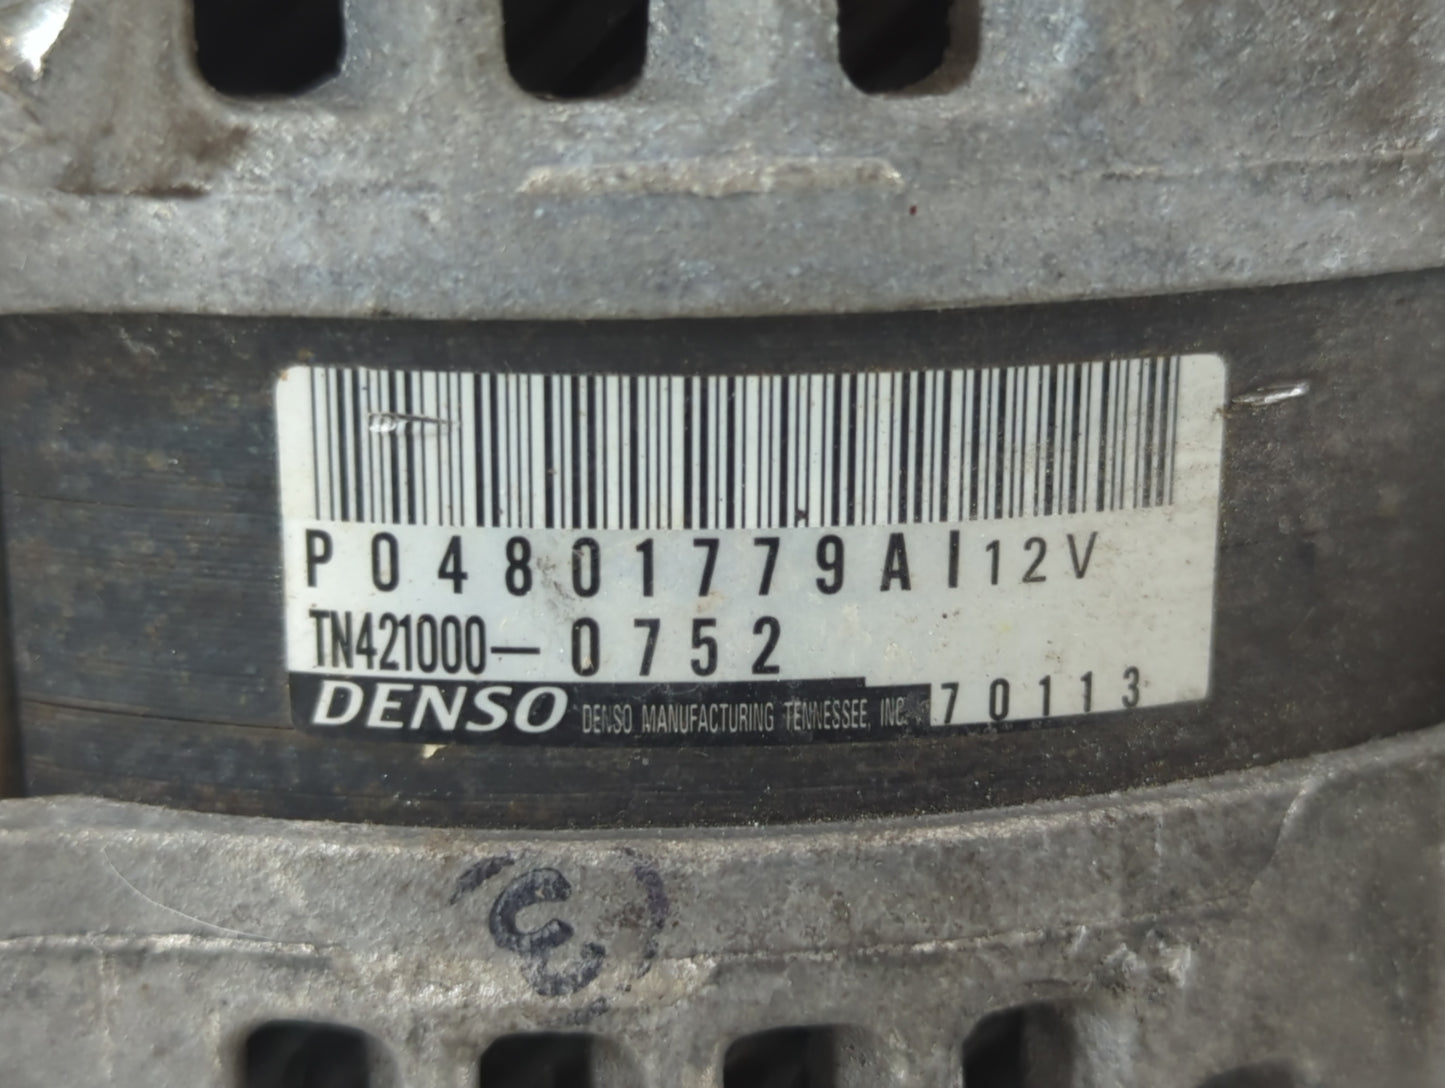 P04801779AI 12V
TN421000-0752
DENSO DENSO MANUFACTURING TENNESSEE, INC. 70113